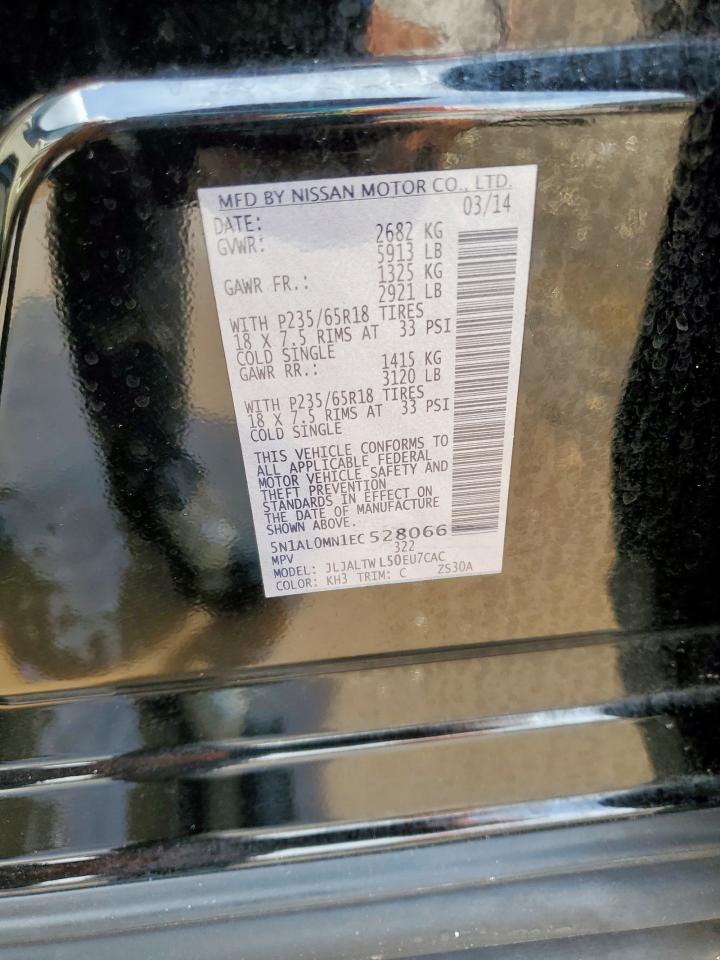 MFD BY NISSAN MOTOR CO., LTD.
DATE: 03/14
GVWR: 2682 KG
5913 LB
GAWR FR.: 1325 KG
2921 LB
WITH P235/65R18 TIRES
18 X 7.5 RIMS AT 33 PSI
COLD SINGLE
GAWR RR.: 1415 KG
3120 LB
WITH P235/65R18 TIRES
18 X 7.5 RIMS AT 33 PSI
COLD SINGLE
THIS VEHICLE CONFORMS TO
ALL APPLICABLE FEDERAL
MOTOR VEHICLE SAFETY AND
THEFT PREVENTION
STANDARDS IN EFFECT ON
THE DATE OF MANUFACTURE
SHOWN ABOVE.
5N1AL0MN1EC528066
MPV 322
MODEL: JLJALTWL50EU7CAC
COLOR: KH3 TRIM: C ZS30A